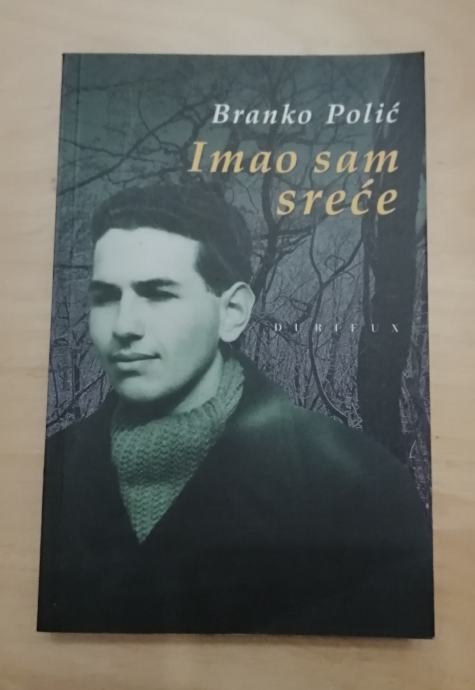 Branko Polić
Imao sam
sreće
DURIEUX